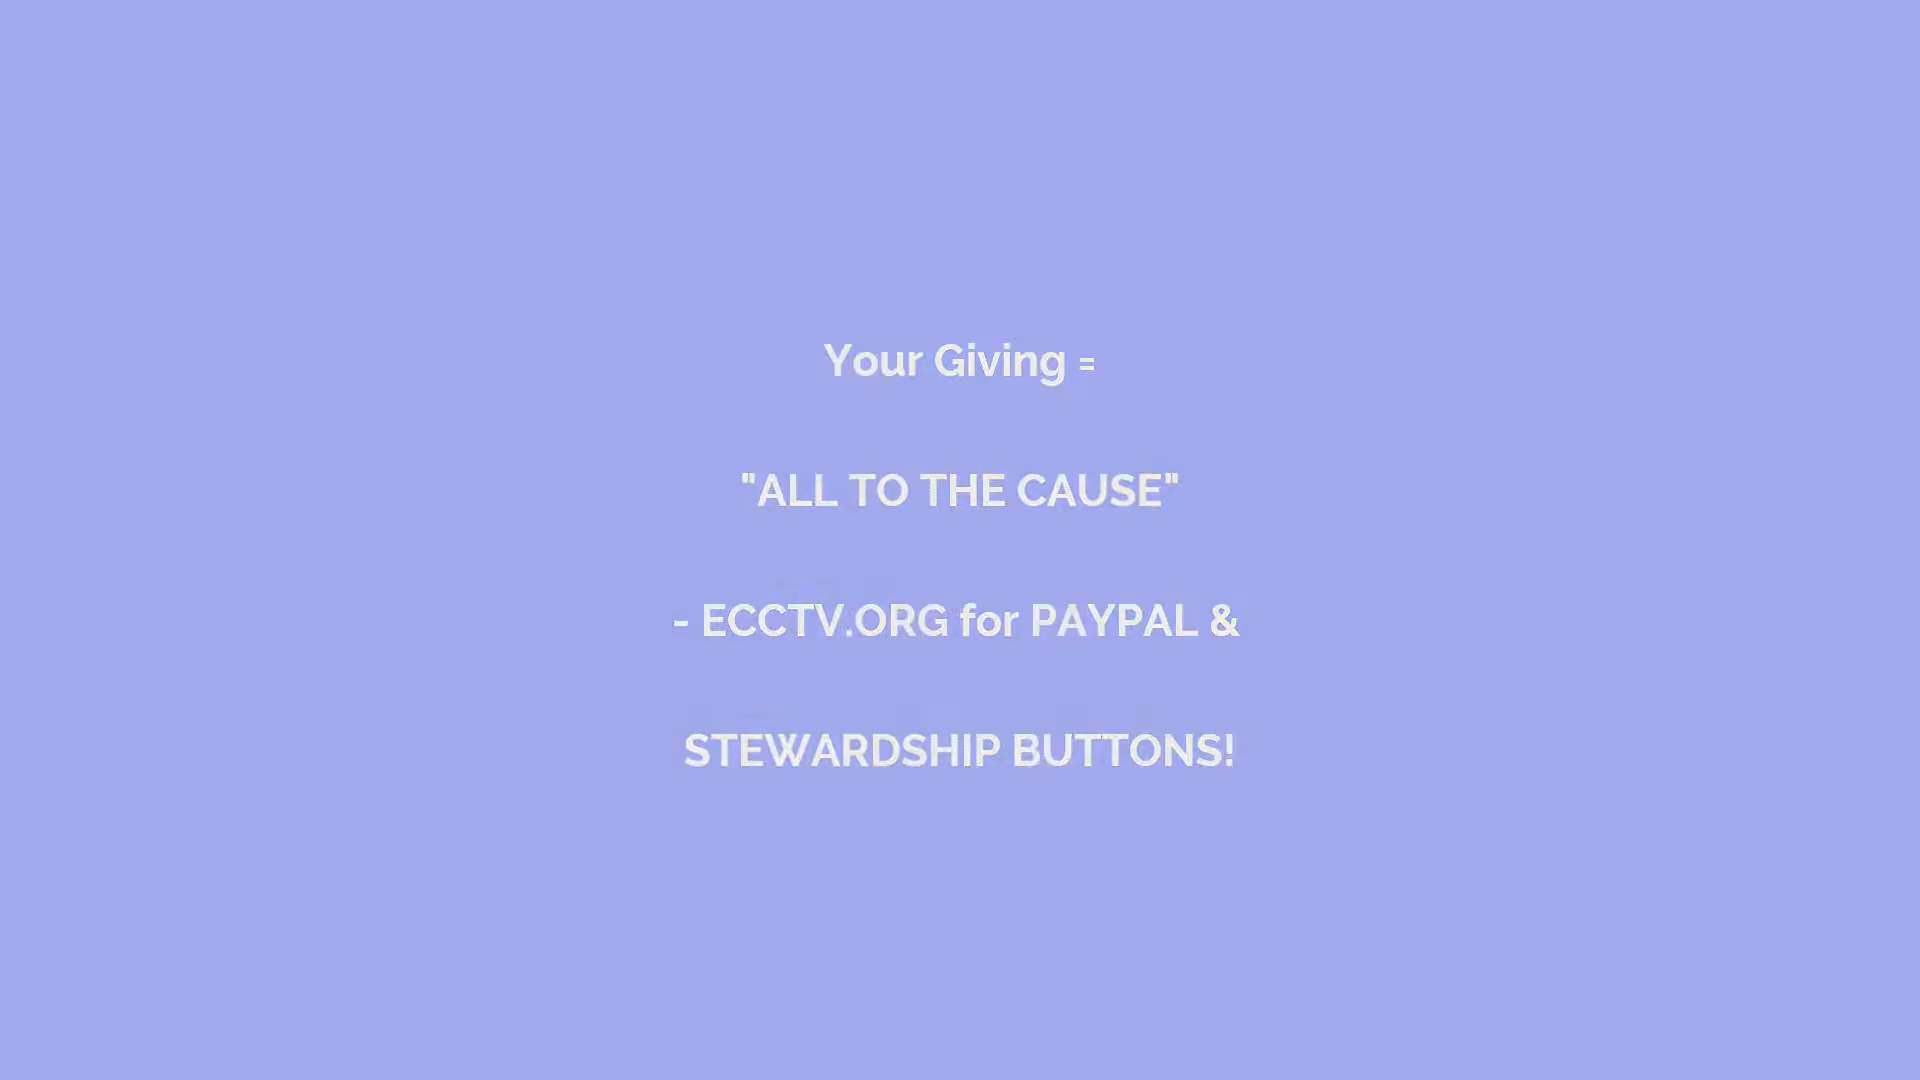 Your Giving =
"ALL TO THE CAUSE"
- ECCTV.ORG for PAYPAL &
STEWARDSHIP BUTTONS!